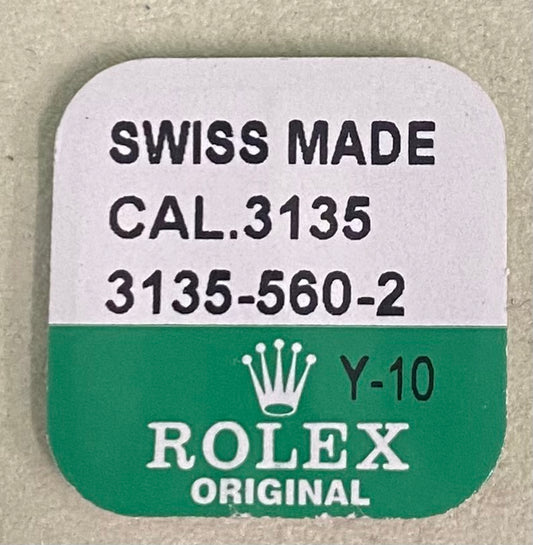 SWISS MADE
CAL.3135
3135-560-2
Y-10
ROLEX
ORIGINAL